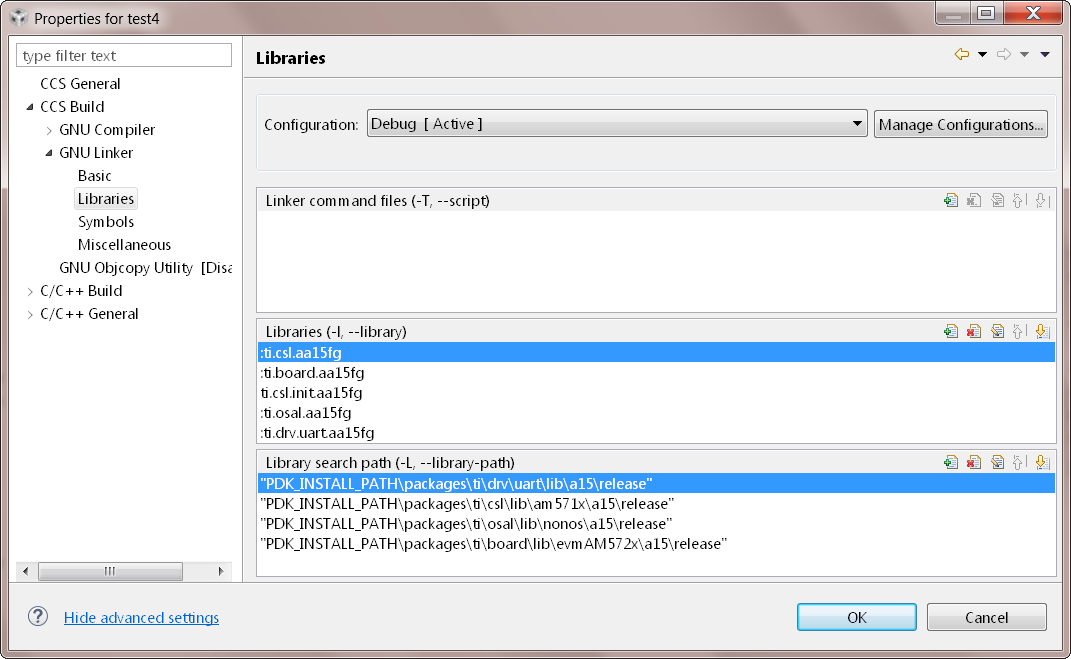 Properties for test4
type filter text
CCS General
CCS Build
GNU Compiler
GNU Linker
Basic
Libraries
Symbols
Miscellaneous
GNU Objcopy Utility [Disa
C/C++ Build
C/C++ General
Libraries
Configuration: Debug [ Active ] Manage Configurations...
Linker command files (-T, --script)
Libraries (-l, --library)
:ti.csl.aa15fg
:ti.board.aa15fg
ti.csl.init.aa15fg
:ti.osal.aa15fg
:ti.drv.uart.aa15fg
Library search path (-L, --library-path)
"PDK_INSTALL_PATH\packages\ti\drv\uart\lib\a15\release"
"PDK_INSTALL_PATH\packages\ti\csl\lib\am571x\a15\release"
"PDK_INSTALL_PATH\packages\ti\osal\lib\nonos\a15\release"
"PDK_INSTALL_PATH\packages\ti\board\lib\evmAM572x\a15\release"
Hide advanced settings
OK Cancel